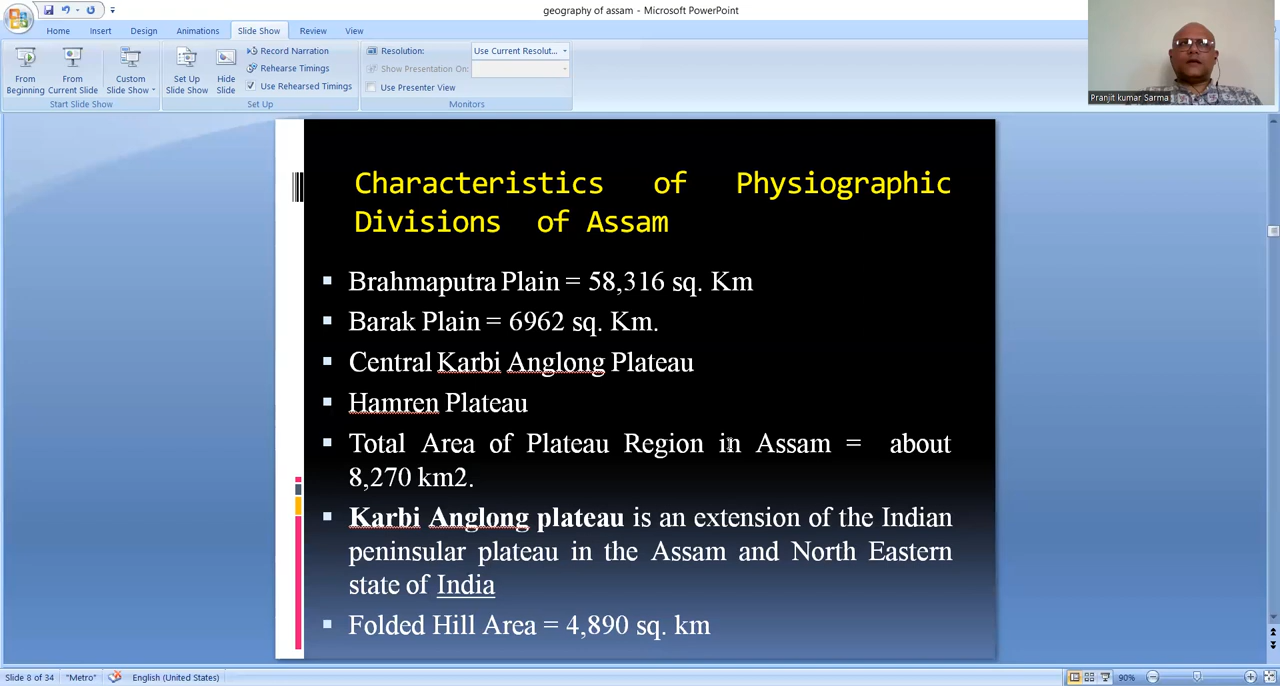 geography of assam - Microsoft PowerPoint
Home Insert Design Animations Slide Show Review View
From Beginning
From Current Slide
Custom Slide Show
Start Slide Show
Set Up Slide Show
Hide Slide
Record Narration
Rehearse Timings
Use Rehearsed Timings
Set Up
Resolution: Use Current Resolut...
Show Presentation On:
Use Presenter View
Monitors
Pranjit kumar Sarma
Characteristics of Physiographic
Divisions of Assam
Brahmaputra Plain = 58,316 sq. Km
Barak Plain = 6962 sq. Km.
Central Karbi Anglong Plateau
Hamren Plateau
Total Area of Plateau Region in Assam = about
8,270 km2.
Karbi Anglong plateau is an extension of the Indian
peninsular plateau in the Assam and North Eastern
state of India
Folded Hill Area = 4,890 sq. km
Slide 8 of 34 "Metro" English (United States) 90%